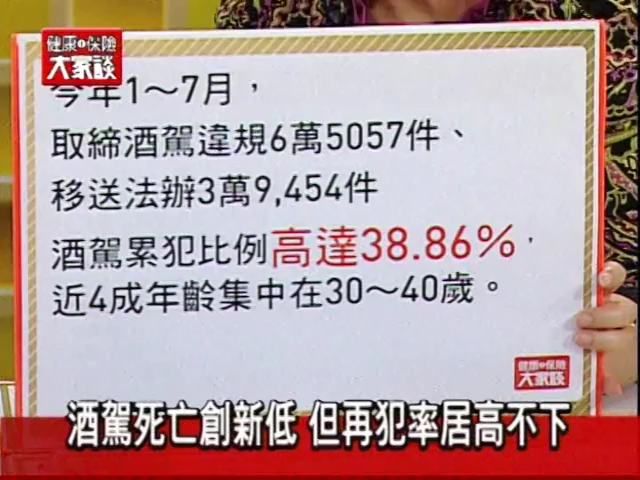 健康&保險
大家談
今年1～7月，
取締酒駕違規6萬5057件、
移送法辦3萬9,454件
酒駕累犯比例高達38.86%，
近4成年齡集中在30～40歲。
健康&保險
大家談
酒駕死亡創新低 但再犯率居高不下